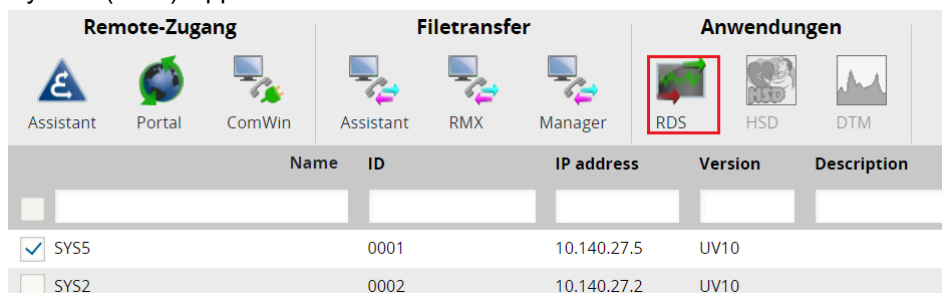 Remote-Zugang Filetransfer Anwendungen
Assistant Portal ComWin Assistant RMX Manager RDS HSD DTM
Name ID IP address Version Description
SYS5 0001 10.140.27.5 UV10
SYS2 0002 10.140.27.2 UV10